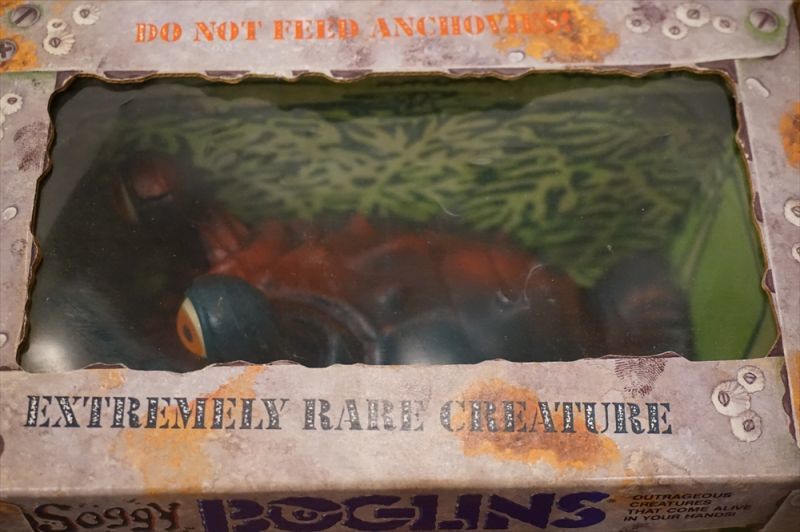 DO NOT FEED ANCHOVIES!
EXTREMELY RARE CREATURE
Soggy BOGLINS
OUTRAGEOUS
CREATURES
THAT COME ALIVE
IN YOUR HANDS!